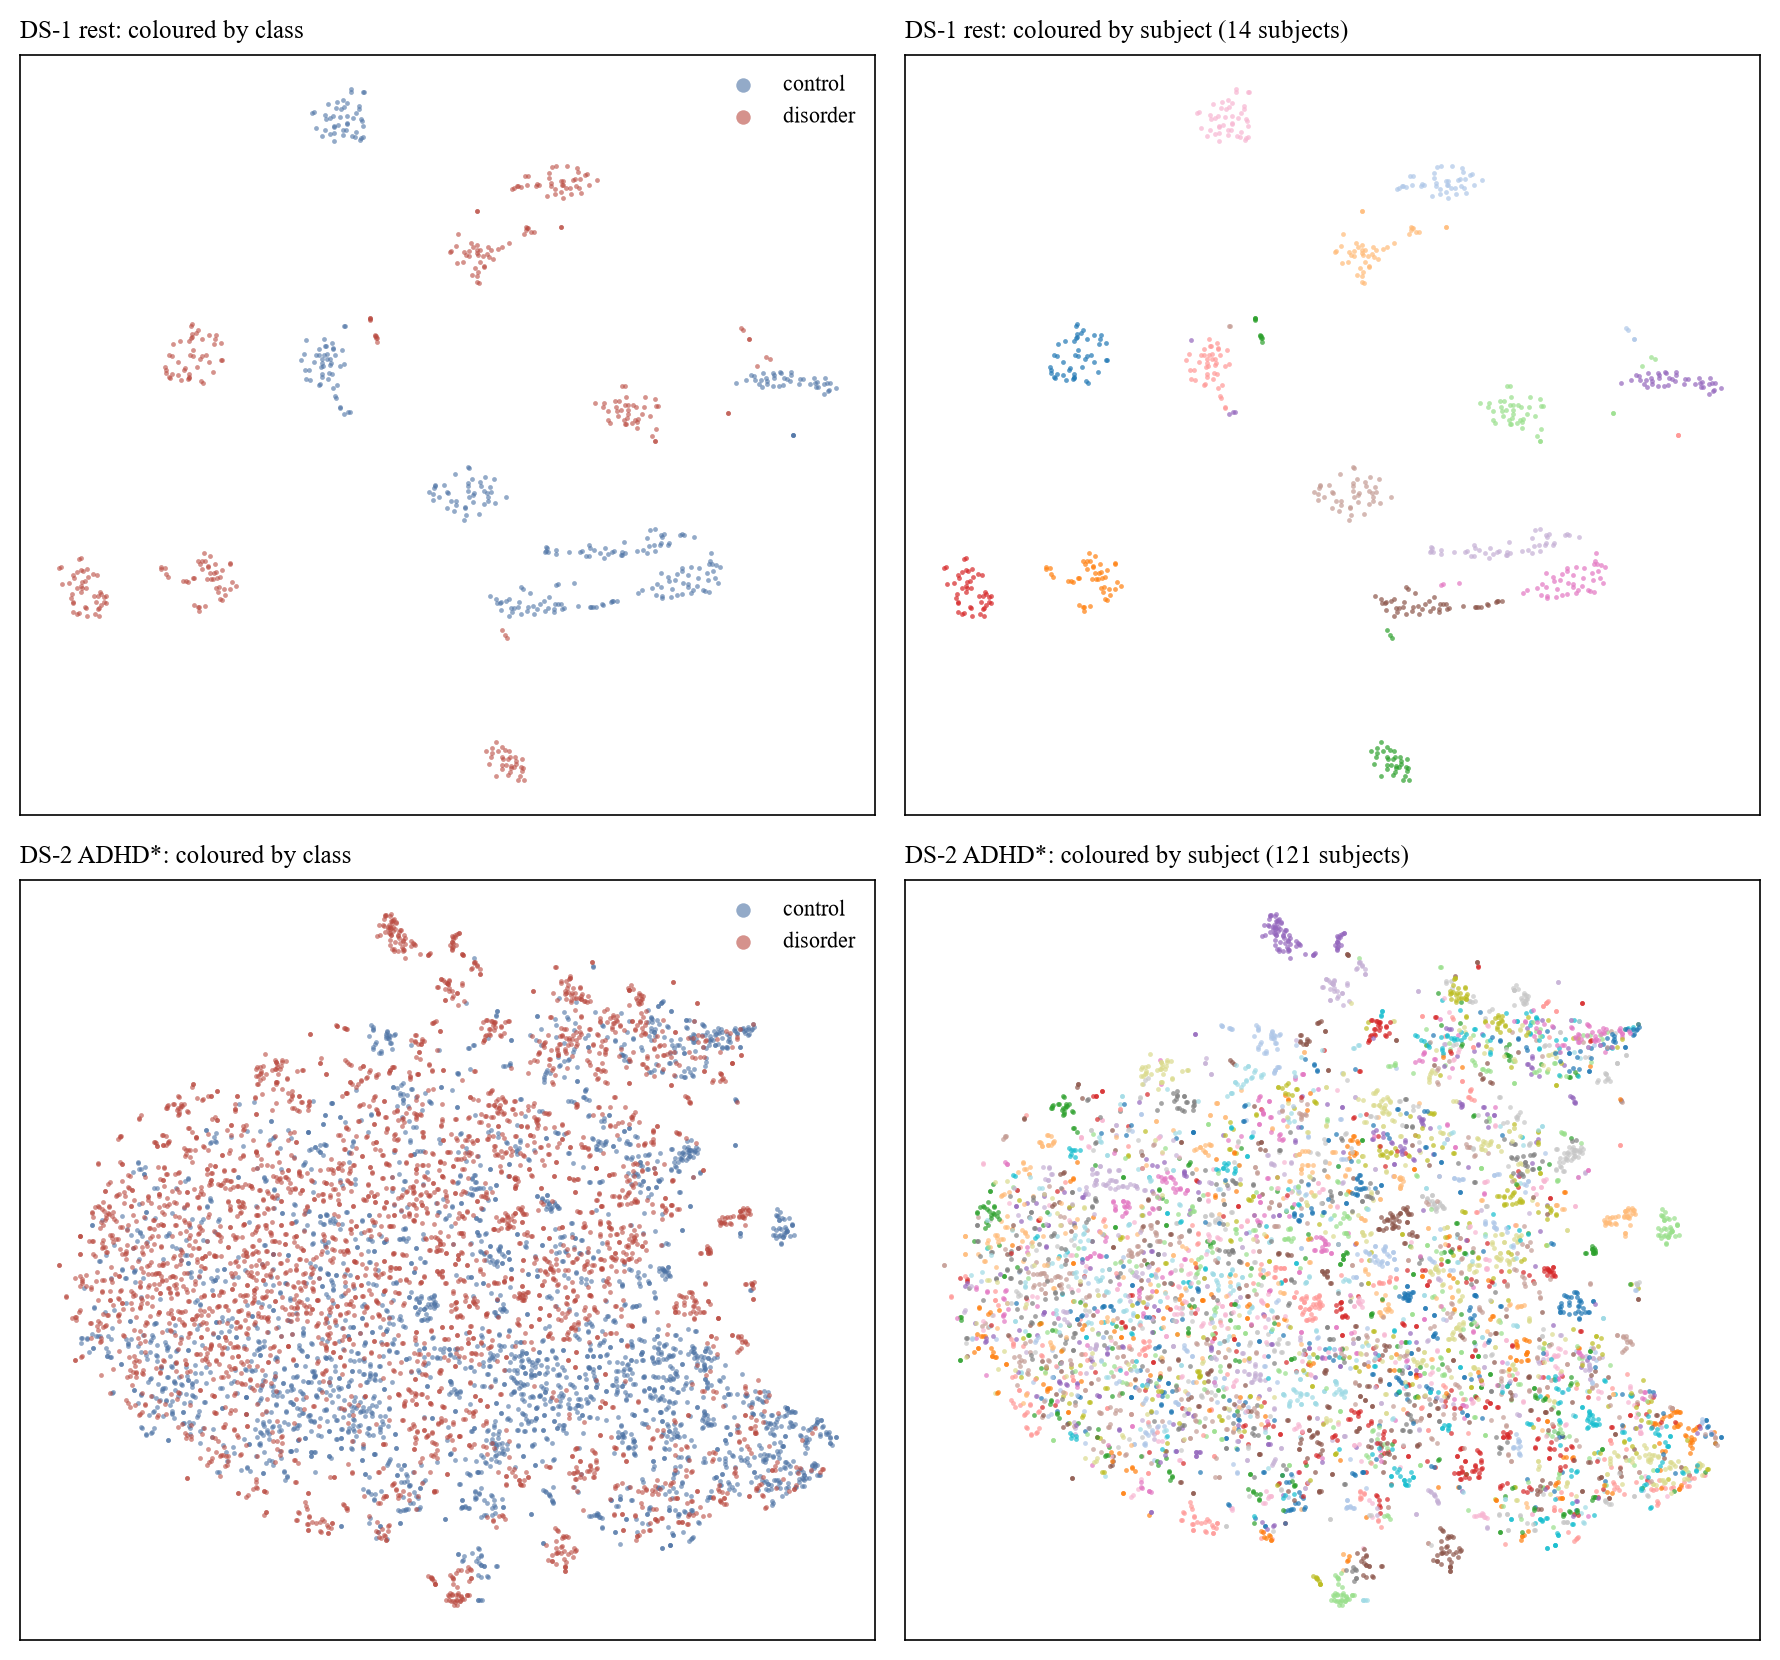 DS-1 rest: coloured by class
control
disorder
DS-1 rest: coloured by subject (14 subjects)
DS-2 ADHD*: coloured by class
control
disorder
DS-2 ADHD*: coloured by subject (121 subjects)